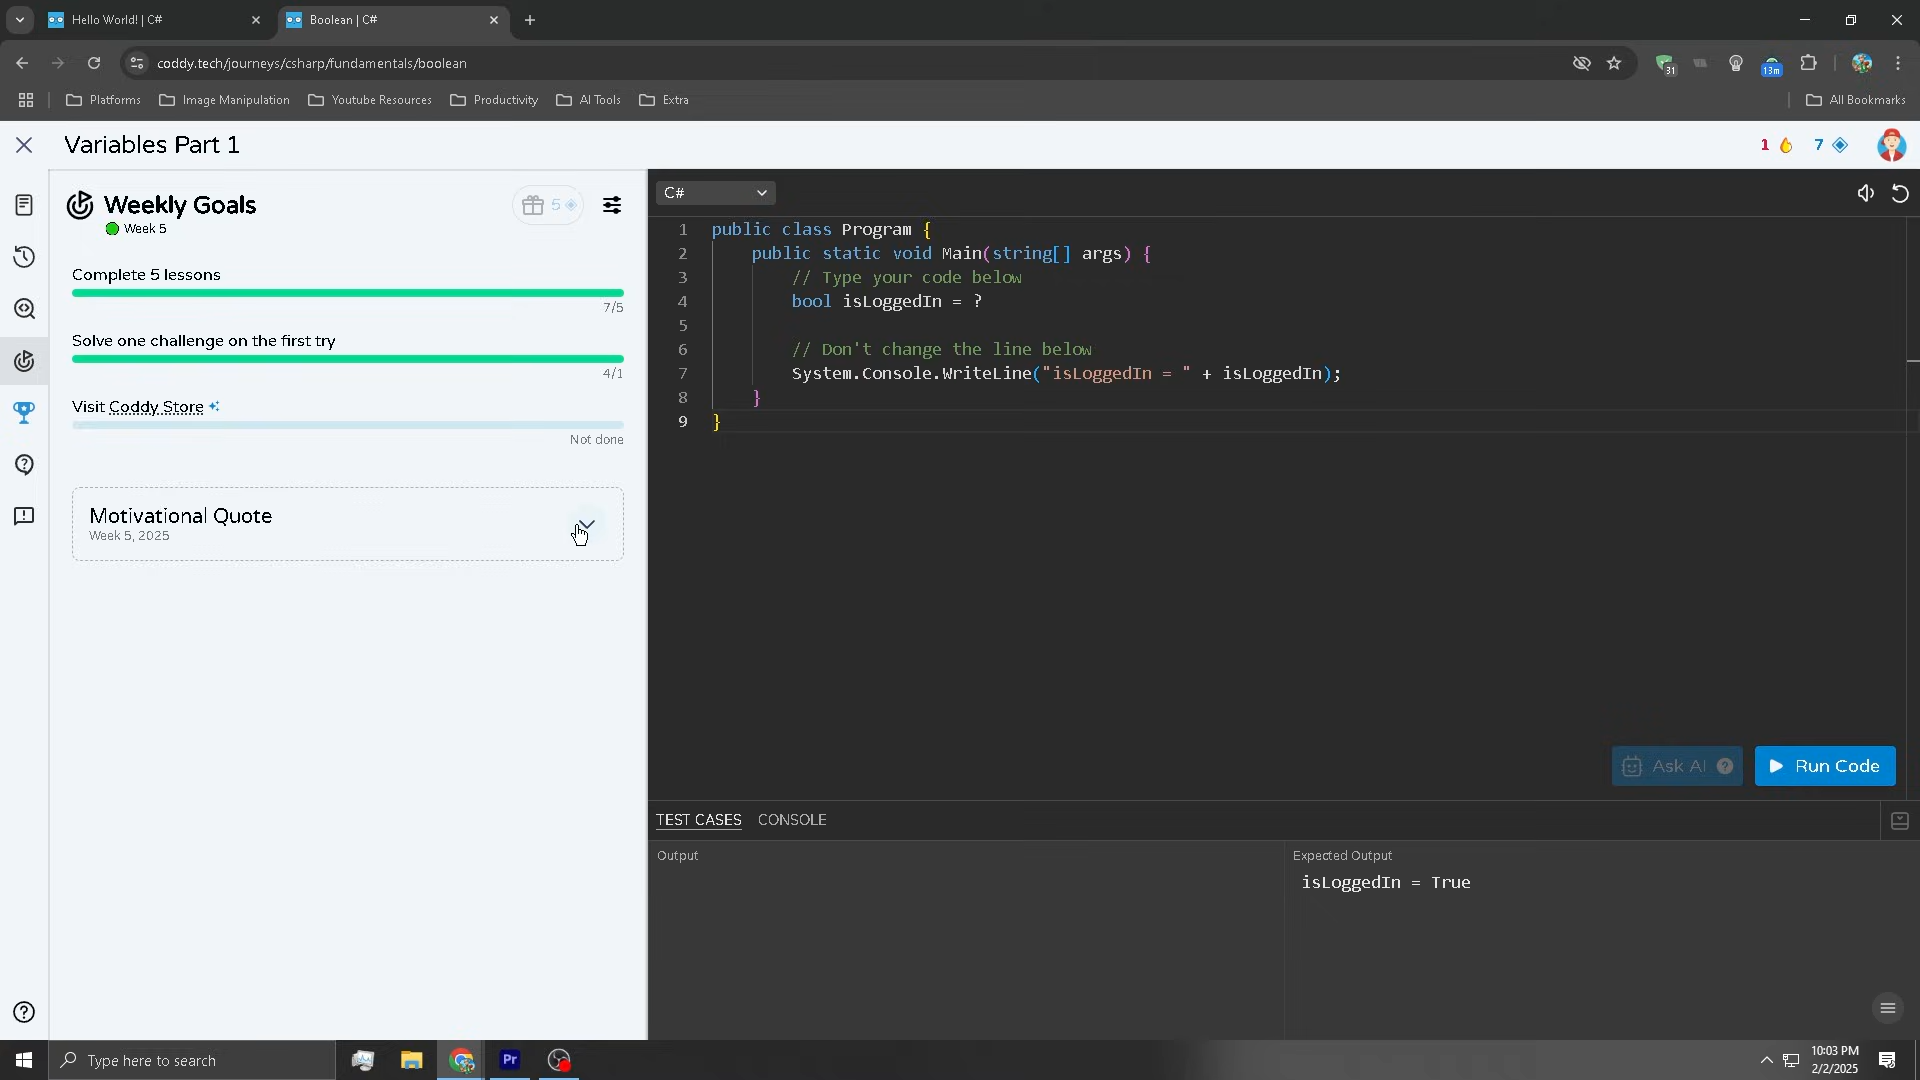 Hello World! | C#
Boolean | C#
coddy.tech/journeys/csharp/fundamentals/boolean
31
13m
Platforms
Image Manipulation
Youtube Resources
Productivity
AI Tools
Extra
All Bookmarks
Variables Part 1
1
7
Weekly Goals
5
Week 5
Complete 5 lessons
7/5
Solve one challenge on the first try
4/1
Visit Coddy Store
Not done
Motivational Quote
Week 5, 2025
C#
1 public class Program {
2 public static void Main(string[] args) {
3 // Type your code below
4 bool isLoggedIn = ?
5
6 // Don't change the line below
7 System.Console.WriteLine("isLoggedIn = " + isLoggedIn);
8 }
9 }
Ask AI ?
Run Code
TEST CASES CONSOLE
Output
Expected Output
isLoggedIn = True
Type here to search
Pr
10:03 PM
2/2/2025